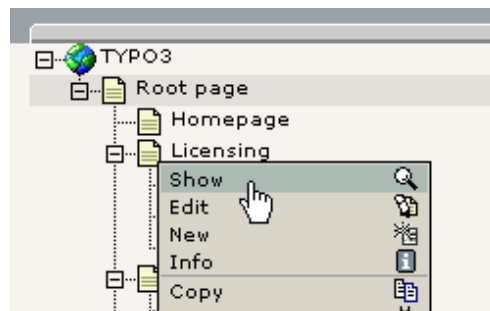 TYPO3
Root page
Homepage
Licensing
Show
Edit
New
Info
Copy